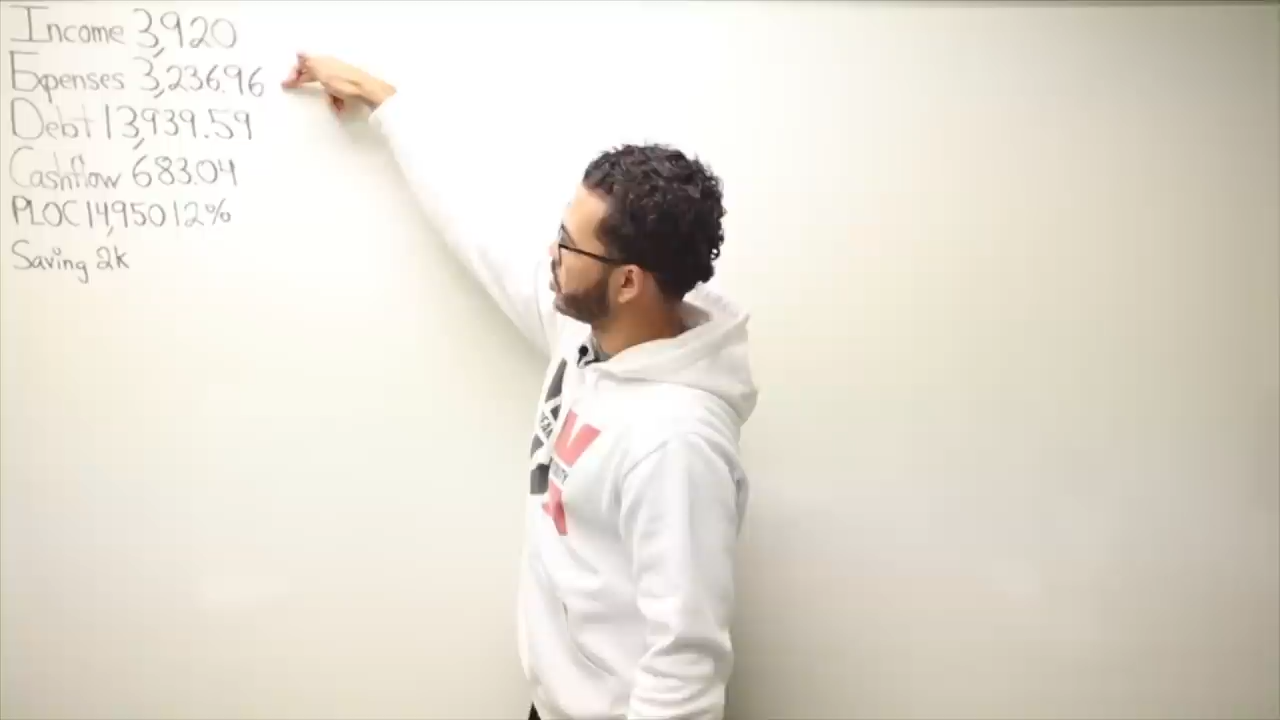 Income 3,920
Expenses 3,236.96
Debt 13,939.59
Cashflow 683.04
PLOC 14,950 12%
Saving 2k